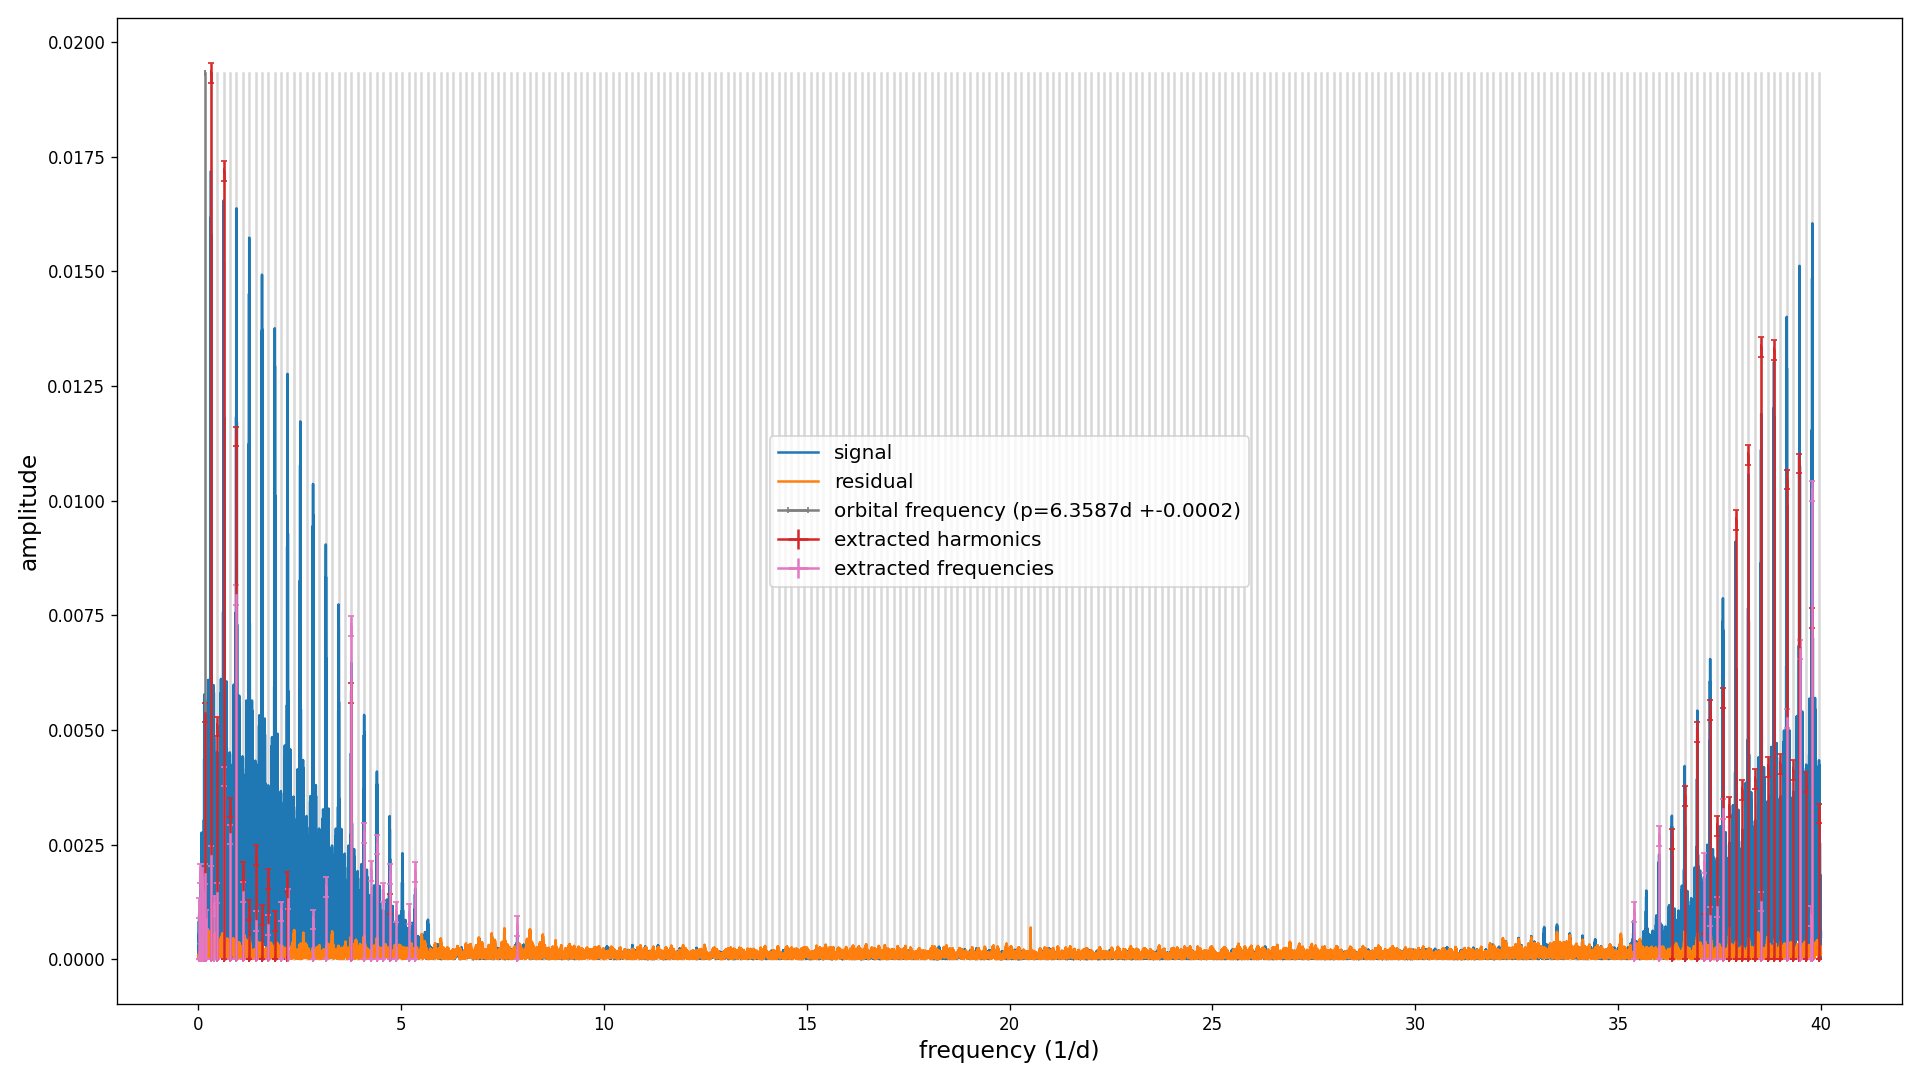 0.0200
0.0175
0.0150
0.0125
0.0100
0.0075
0.0050
0.0025
0.0000
amplitude
signal
residual
orbital frequency (p=6.3587d +-0.0002)
extracted harmonics
extracted frequencies
0 5 10 15 20 25 30 35 40
frequency (1/d)